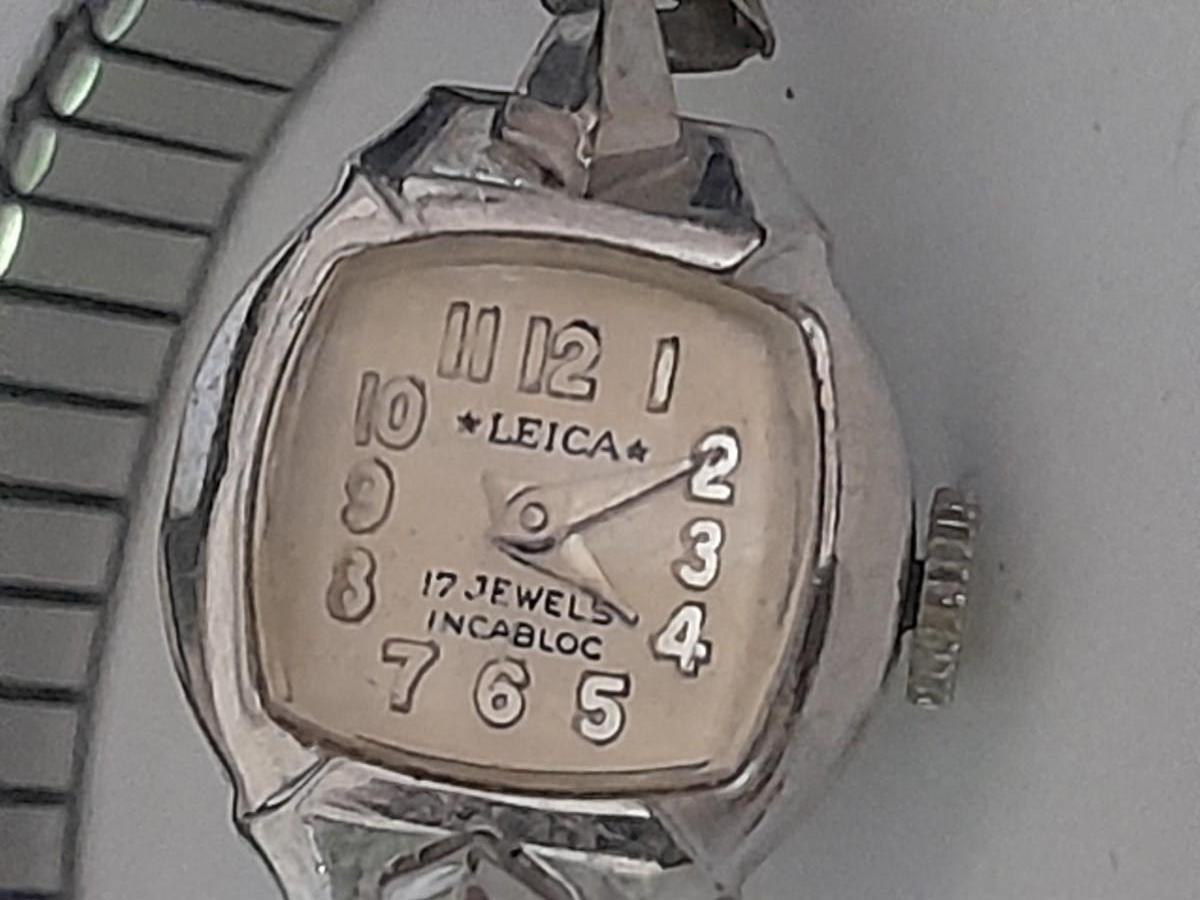 11 12 1
10 ★LEICA★ 2
9 3
8 17 JEWELS 4
INCABLOC
7 6 5